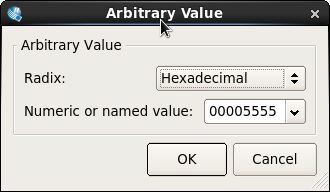 Arbitrary Value
Arbitrary Value
Radix: Hexadecimal
Numeric or named value: 00005555
OK Cancel